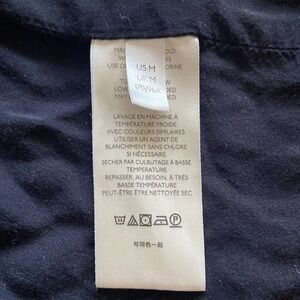 US M
UK M
170/96A
LAVAGE EN MACHINE À
TEMPÉRATURE FROIDE
AVEC COULEURS SIMILAIRES
UTILISER UN AGENT DE
BLANCHIMENT SANS CHLORE
SI NÉCESSAIRE
SECHER PAR CULBUTAGE À BASSE
TEMPERATURE
REPASSER, AU BESOIN, À TRÈS
BASSE TEMPÉRATURE
PEUT-ÊTRE ÊTRE NETTOYÉE SEC
与同色一起